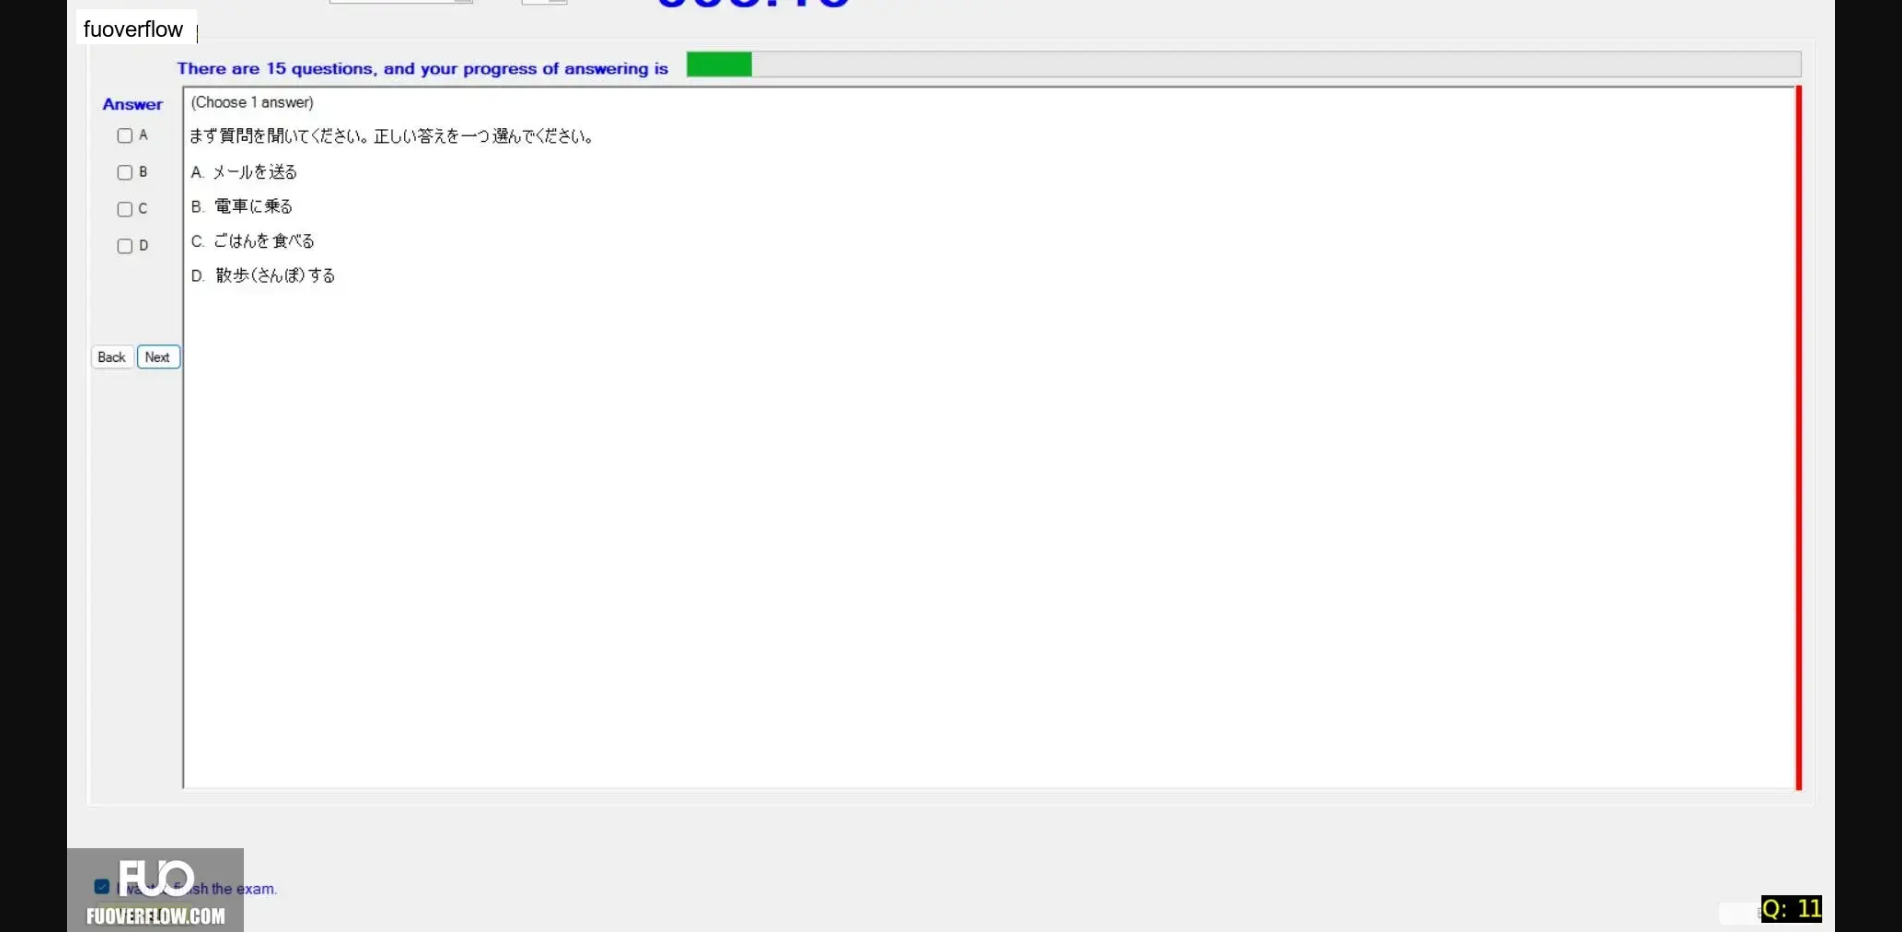 fuoverflow
There are 15 questions, and your progress of answering is
Answer
(Choose 1 answer)
A
まず質問を聞いてください。正しい答えを一つ選んでください。
B
A. メールを送る
C
B. 電車に乗る
D
C. ごはんを食べる
D. 散歩(さんぽ)する
Back
Next
FUO
finish the exam.
FUOVERFLOW.COM
Q: 11